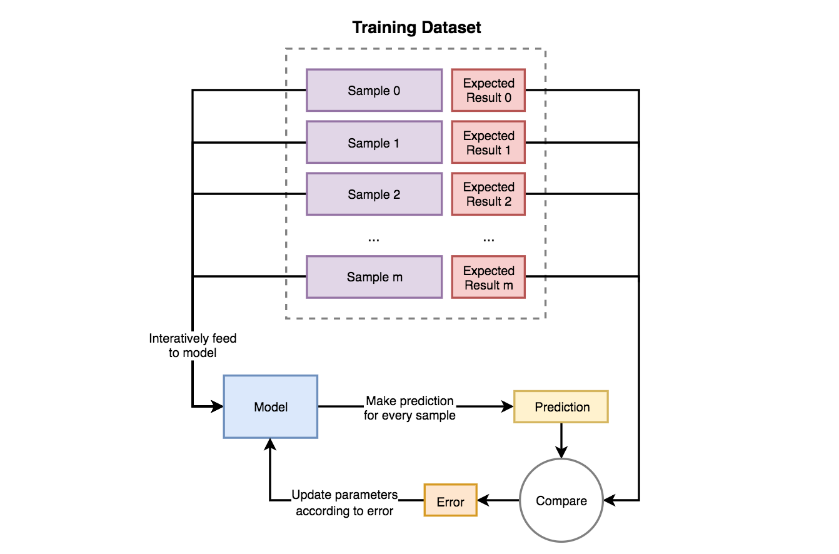 Training Dataset
Sample 0
Expected
Result 0
Sample 1
Expected
Result 1
Sample 2
Expected
Result 2
...
...
Sample m
Expected
Result m
Interatively feed
to model
Model
Make prediction
for every sample
Prediction
Update parameters
according to error
Error
Compare